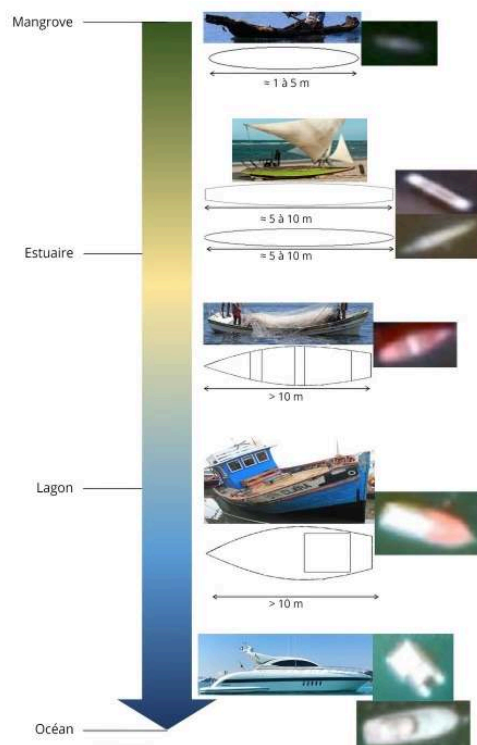 Mangrove
≈ 1 à 5 m
≈ 5 à 10 m
Estuaire
≈ 5 à 10 m
> 10 m
Lagon
> 10 m
Océan